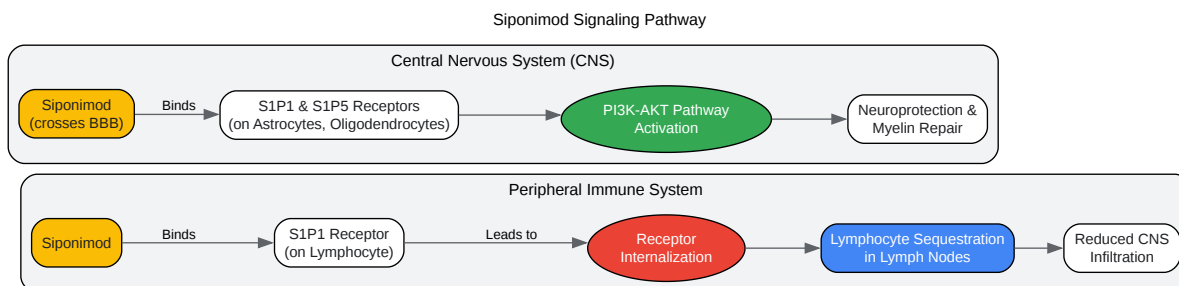 Siponimod Signaling Pathway
Central Nervous System (CNS)
Siponimod
(crosses BBB)
Binds
S1P1 & S1P5 Receptors
(on Astrocytes, Oligodendrocytes)
PI3K-AKT Pathway
Activation
Neuroprotection &
Myelin Repair
Peripheral Immune System
Siponimod
Binds
S1P1 Receptor
(on Lymphocyte)
Leads to
Receptor
Internalization
Lymphocyte Sequestration
in Lymph Nodes
Reduced CNS
Infiltration